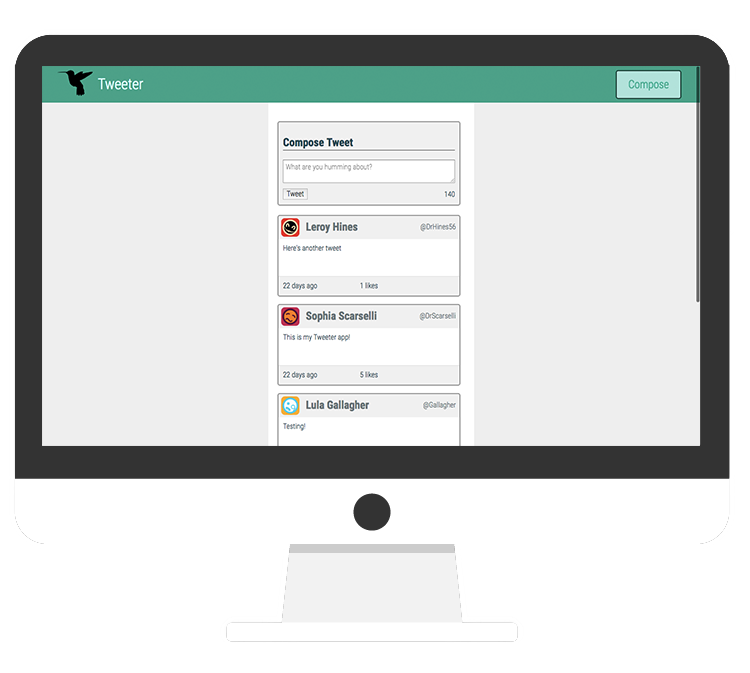 Tweeter
Compose
Compose Tweet
What are you humming about?
Tweet
140
Leroy Hines
@DrHines56
Here's another tweet
22 days ago
1 likes
Sophia Scarselli
@DrScarselli
This is my Tweeter app!
22 days ago
5 likes
Lula Gallagher
@Gallagher
Testing!